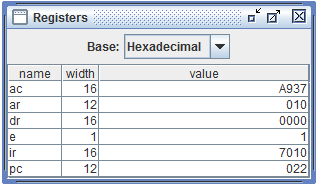 Registers
Base: Hexadecimal
name width value
ac 16 A937
ar 12 010
dr 16 0000
e 1 1
ir 16 7010
pc 12 022